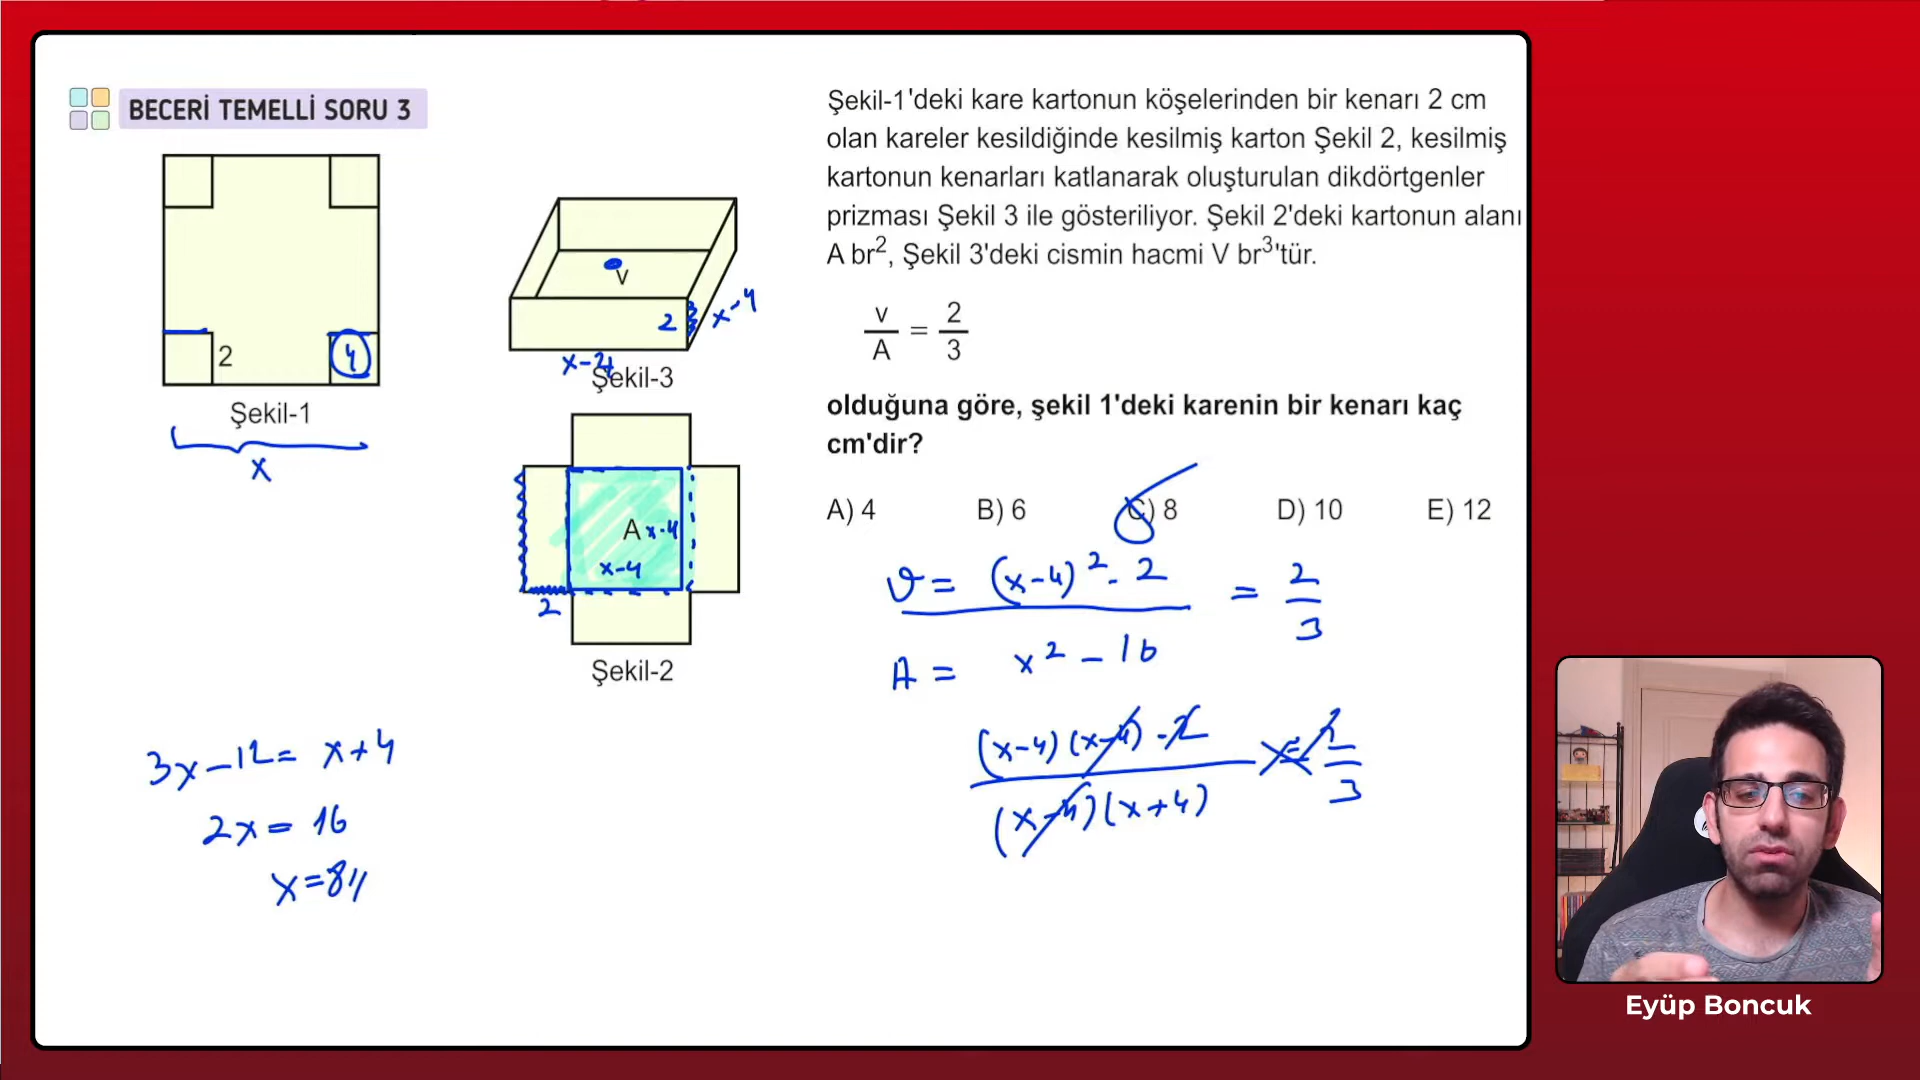 BECERİ TEMELLİ SORU 3
2
4
Şekil-1
x
v
2
x-4
x-4
Şekil-3
A x-4
x-4
2
Şekil-2
Şekil-1'deki kare kartonun köşelerinden bir kenarı 2 cm
olan kareler kesildiğinde kesilmiş karton Şekil 2, kesilmiş
kartonun kenarları katlanarak oluşturulan dikdörtgenler
prizması Şekil 3 ile gösteriliyor. Şekil 2'deki kartonun alanı
A br², Şekil 3'deki cismin hacmi V br³'tür.
v/A = 2/3
olduğuna göre, şekil 1'deki karenin bir kenarı kaç
cm'dir?
A) 4 B) 6 C) 8 D) 10 E) 12
V = (x-4)² · 2 = 2/3
A = x² - 16
(x-4)(x-4)·2 / (x-4)(x+4) = 2/3
3x-12 = x+4
2x = 16
x=8//
Eyüp Boncuk